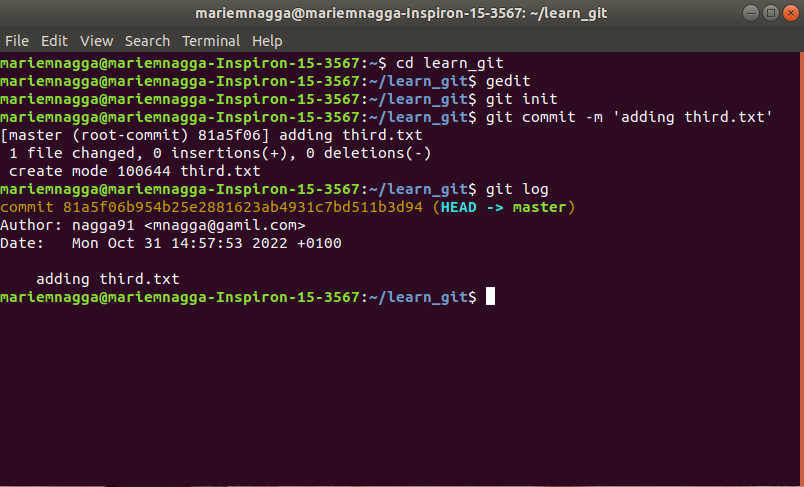 mariemnagga@mariemnagga-Inspiron-15-3567: ~/learn_git
File Edit View Search Terminal Help
mariemnagga@mariemnagga-Inspiron-15-3567:~$ cd learn_git
mariemnagga@mariemnagga-Inspiron-15-3567:~/learn_git$ gedit
mariemnagga@mariemnagga-Inspiron-15-3567:~/learn_git$ git init
mariemnagga@mariemnagga-Inspiron-15-3567:~/learn_git$ git commit -m 'adding third.txt'
[master (root-commit) 81a5f06] adding third.txt
 1 file changed, 0 insertions(+), 0 deletions(-)
 create mode 100644 third.txt
mariemnagga@mariemnagga-Inspiron-15-3567:~/learn_git$ git log
commit 81a5f06b954b25e2881623ab4931c7bd511b3d94 (HEAD -> master)
Author: nagga91 <mnagga@gamil.com>
Date:   Mon Oct 31 14:57:53 2022 +0100
    adding third.txt
mariemnagga@mariemnagga-Inspiron-15-3567:~/learn_git$